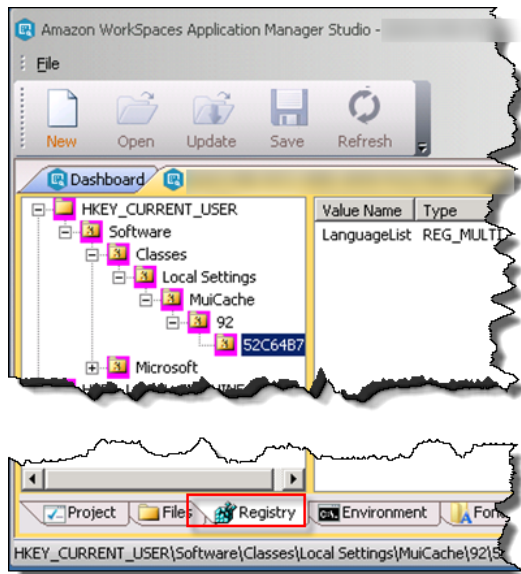 Amazon WorkSpaces Application Manager Studio -
File
New Open Update Save Refresh
Dashboard
HKEY_CURRENT_USER
Value Name Type
Software
LanguageList REG_MULTI
Classes
Local Settings
MuiCache
92
52C64B7
Microsoft
Project Files Registry Environment Fon
HKEY_CURRENT_USER\Software\Classes\Local Settings\MuiCache\92\5